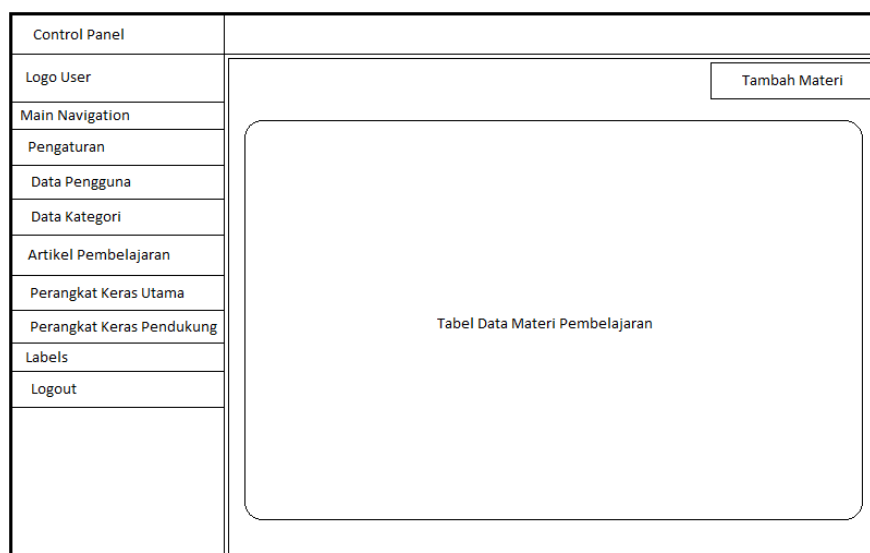 Control Panel
Logo User
Tambah Materi
Main Navigation
Pengaturan
Data Pengguna
Data Kategori
Artikel Pembelajaran
Perangkat Keras Utama
Perangkat Keras Pendukung
Tabel Data Materi Pembelajaran
Labels
Logout